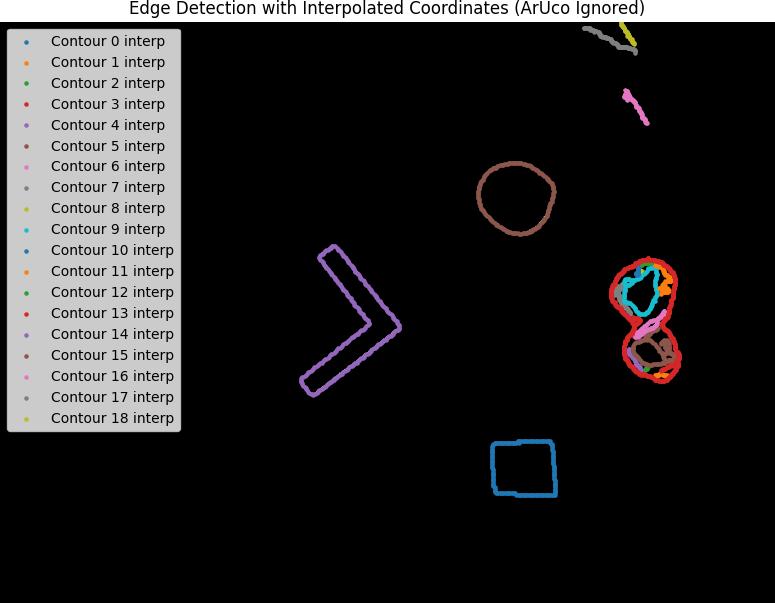 Edge Detection with Interpolated Coordinates (ArUco Ignored)
Contour 0 interp
Contour 1 interp
Contour 2 interp
Contour 3 interp
Contour 4 interp
Contour 5 interp
Contour 6 interp
Contour 7 interp
Contour 8 interp
Contour 9 interp
Contour 10 interp
Contour 11 interp
Contour 12 interp
Contour 13 interp
Contour 14 interp
Contour 15 interp
Contour 16 interp
Contour 17 interp
Contour 18 interp